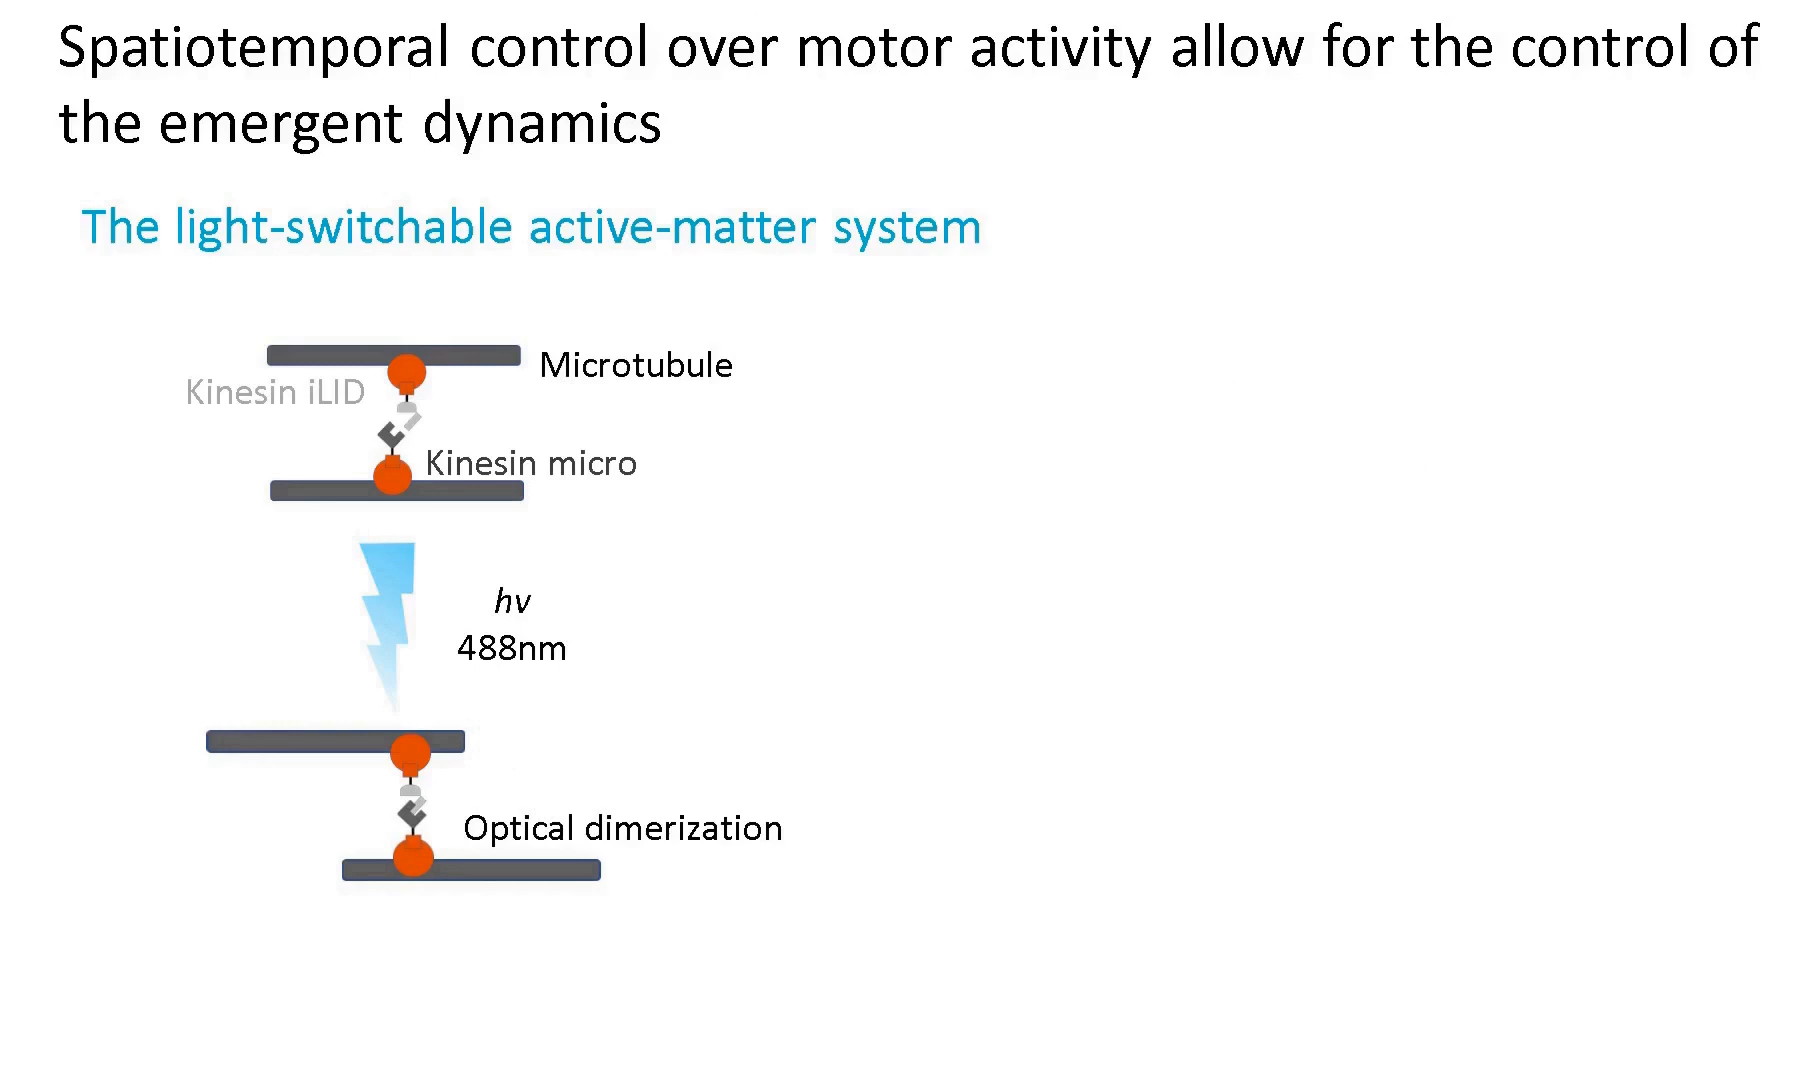 Spatiotemporal control over motor activity allow for the control of
the emergent dynamics
The light-switchable active-matter system
Microtubule
Kinesin iLID
Kinesin micro
hν
488nm
Optical dimerization